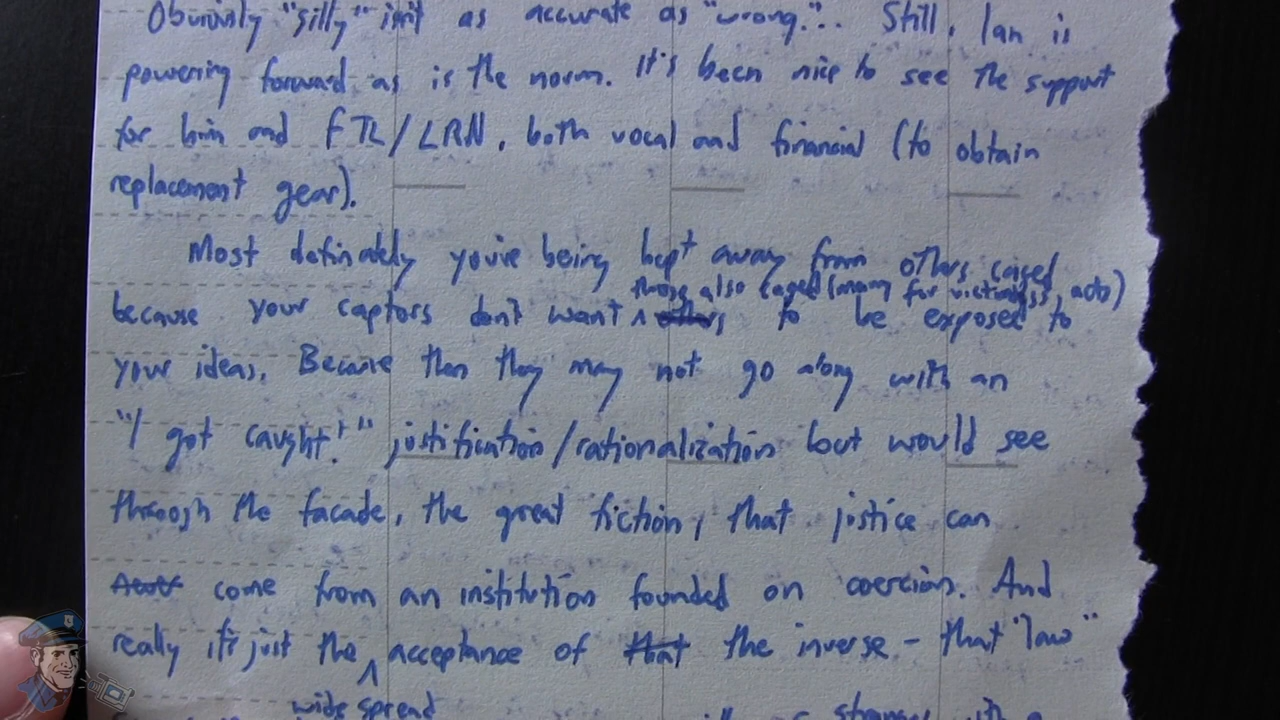 Obviously "silly" isn't as accurate as "wrong.".. Still, Ian is
powering forward as is the norm. It's been nice to see the support
for him and FTL/LRN, both vocal and financial (to obtain
replacement gear).
Most definately you're being kept away from others caged
because your captors don't want those also caged (many for victimless acts) to be exposed to
your ideas. Because then they may not go along with an
"I got caught!" justification/rationalization but would see
through the facade, the great fiction, that justice can
come from an institution founded on coercion. And
really it's just the wide spread acceptance of that the inverse - that "law"
stronger with a